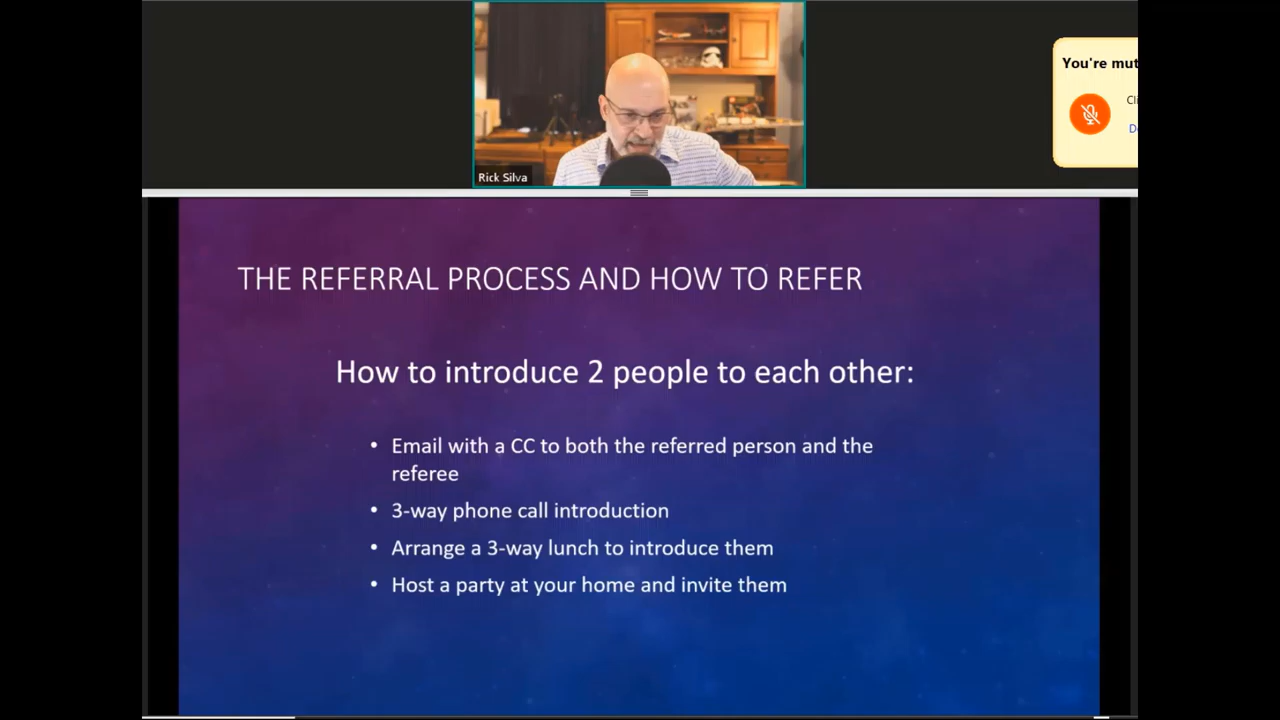 You're mut
Cli
D
Rick Silva
THE REFERRAL PROCESS AND HOW TO REFER
How to introduce 2 people to each other:
• Email with a CC to both the referred person and the
referee
• 3-way phone call introduction
• Arrange a 3-way lunch to introduce them
• Host a party at your home and invite them